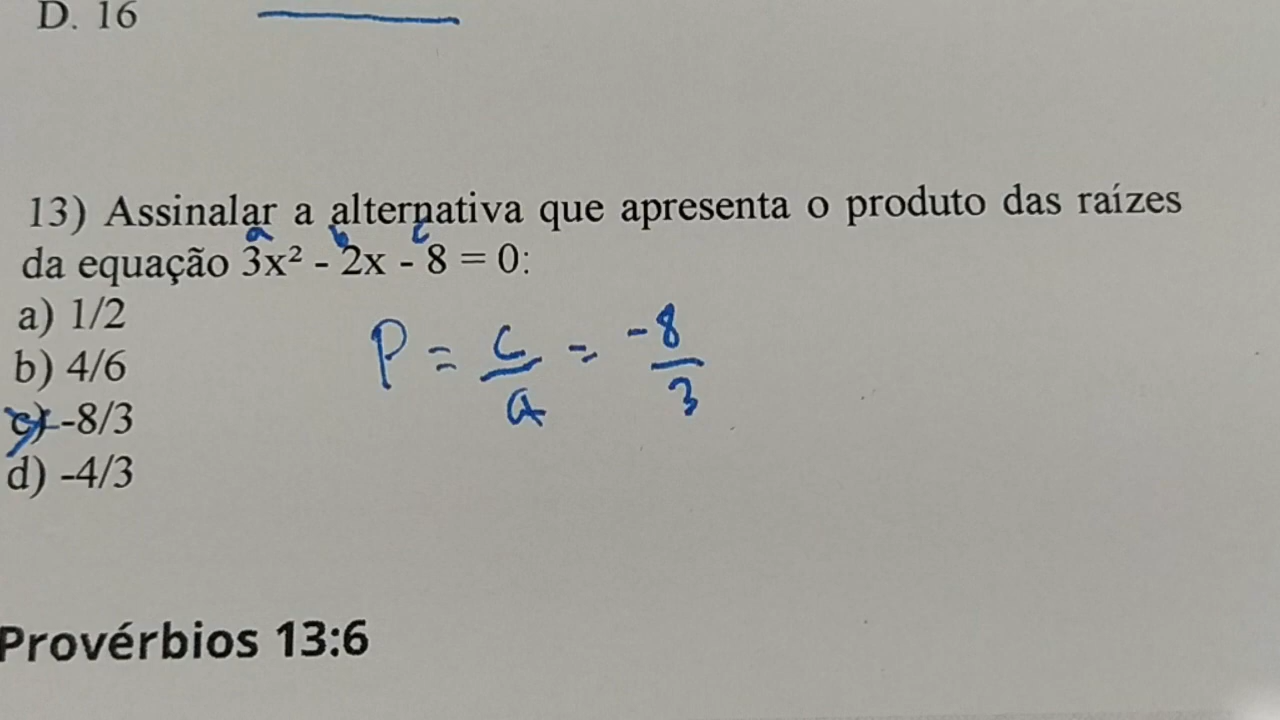 D. 16
13) Assinalar a alternativa que apresenta o produto das raízes
a b c
da equação 3x² - 2x - 8 = 0:
a) 1/2
b) 4/6
c) -8/3
d) -4/3
P = c/a = -8/3
Provérbios 13:6